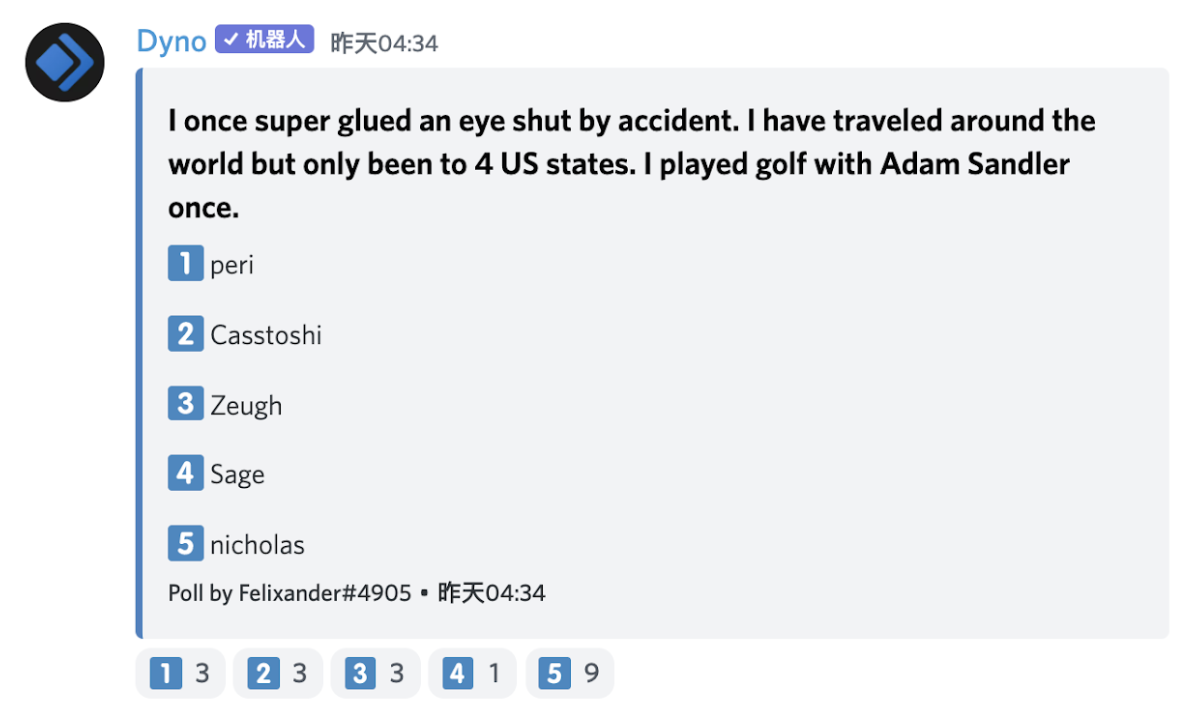 Dyno ✓ 机器人 昨天04:34
I once super glued an eye shut by accident. I have traveled around the
world but only been to 4 US states. I played golf with Adam Sandler
once.
1 peri
2 Casstoshi
3 Zeugh
4 Sage
5 nicholas
Poll by Felixander#4905 • 昨天04:34
1 3 2 3 3 3 4 1 5 9